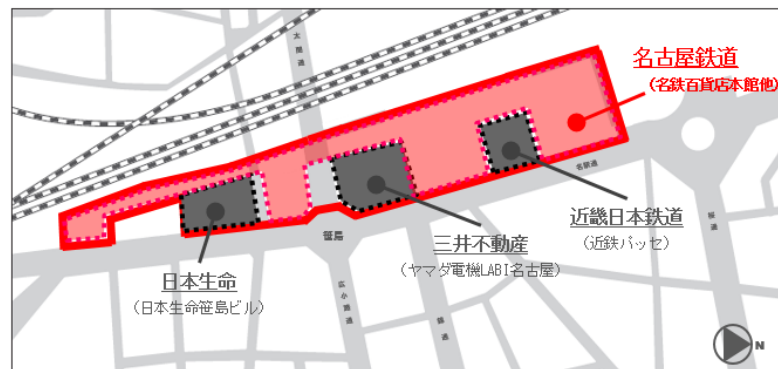 太閤通
名古屋鉄道
(名鉄百貨店本館他)
名駅通
桜通
近畿日本鉄道
(近鉄パッセ)
笹島
三井不動産
(ヤマダ電機LABI名古屋)
日本生命
(日本生命笹島ビル)
広小路通
錦通
N